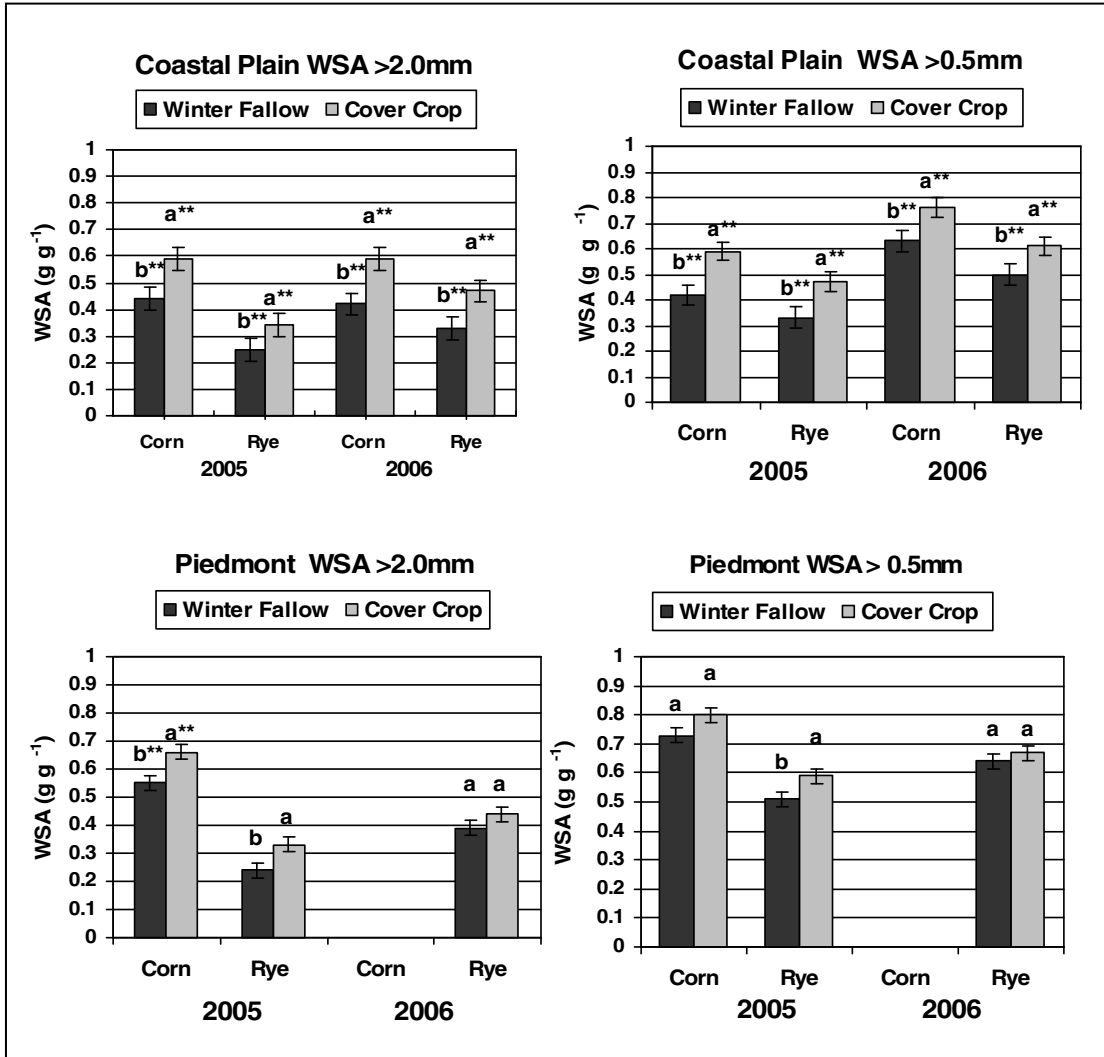 Coastal Plain WSA >2.0mm
Winter Fallow Cover Crop
WSA (g g⁻¹)
1
0.9
0.8
0.7
0.6
0.5
0.4
0.3
0.2
0.1
0
b** a** b** a** b** a** b** a**
Corn Rye Corn Rye
2005 2006
Coastal Plain WSA >0.5mm
Winter Fallow Cover Crop
WSA (g g ⁻¹)
1
0.9
0.8
0.7
0.6
0.5
0.4
0.3
0.2
0.1
0
b** a** b** a** b** a** b** a**
Corn Rye Corn Rye
2005 2006
Piedmont WSA >2.0mm
Winter Fallow Cover Crop
WSA (g g ⁻¹)
1
0.9
0.8
0.7
0.6
0.5
0.4
0.3
0.2
0.1
0
b** a** b a a a
Corn Rye Corn Rye
2005 2006
Piedmont WSA > 0.5mm
Winter Fallow Cover Crop
WSA (g g ⁻¹)
1
0.9
0.8
0.7
0.6
0.5
0.4
0.3
0.2
0.1
0
a a b a a a
Corn Rye Corn Rye
2005 2006